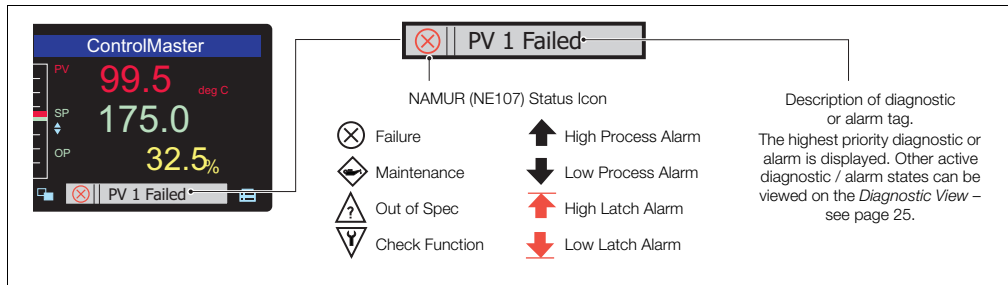 ControlMaster
PV
99.5
deg C
SP
175.0
OP
32.5%
PV 1 Failed
PV 1 Failed
NAMUR (NE107) Status Icon
Failure
Maintenance
Out of Spec
Check Function
High Process Alarm
Low Process Alarm
High Latch Alarm
Low Latch Alarm
Description of diagnostic
or alarm tag.
The highest priority diagnostic or
alarm is displayed. Other active
diagnostic / alarm states can be
viewed on the Diagnostic View –
see page 25.